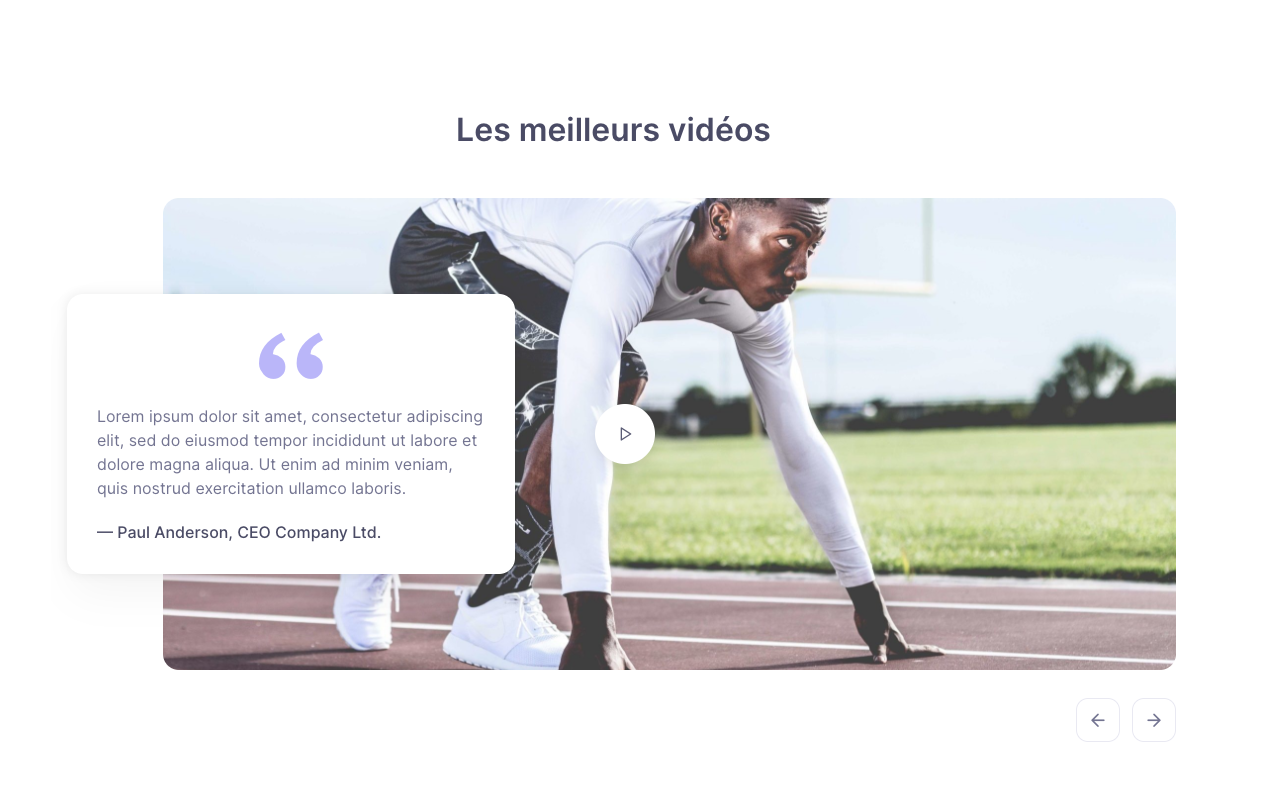 Les meilleurs vidéos
Lorem ipsum dolor sit amet, consectetur adipiscing
elit, sed do eiusmod tempor incididunt ut labore et
dolore magna aliqua. Ut enim ad minim veniam,
quis nostrud exercitation ullamco laboris.
— Paul Anderson, CEO Company Ltd.